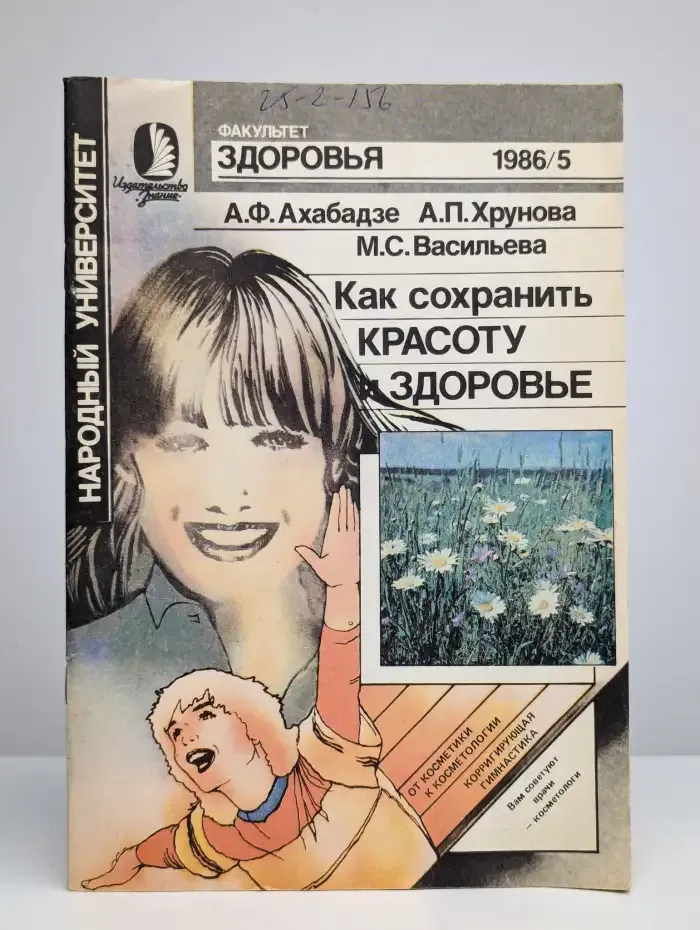 25-2-156
ФАКУЛЬТЕТ
ЗДОРОВЬЯ 1986/5
Издательство
·Знание·
НАРОДНЫЙ УНИВЕРСИТЕТ
А.Ф.Ахабадзе А.П.Хрунова
М.С.Васильева
Как сохранить
КРАСОТУ
и ЗДОРОВЬЕ
ОТ КОСМЕТИКИ
К КОСМЕТОЛОГИИ
КОРРИГИРУЮЩАЯ
ГИМНАСТИКА
Вам советуют
врачи
– косметологи